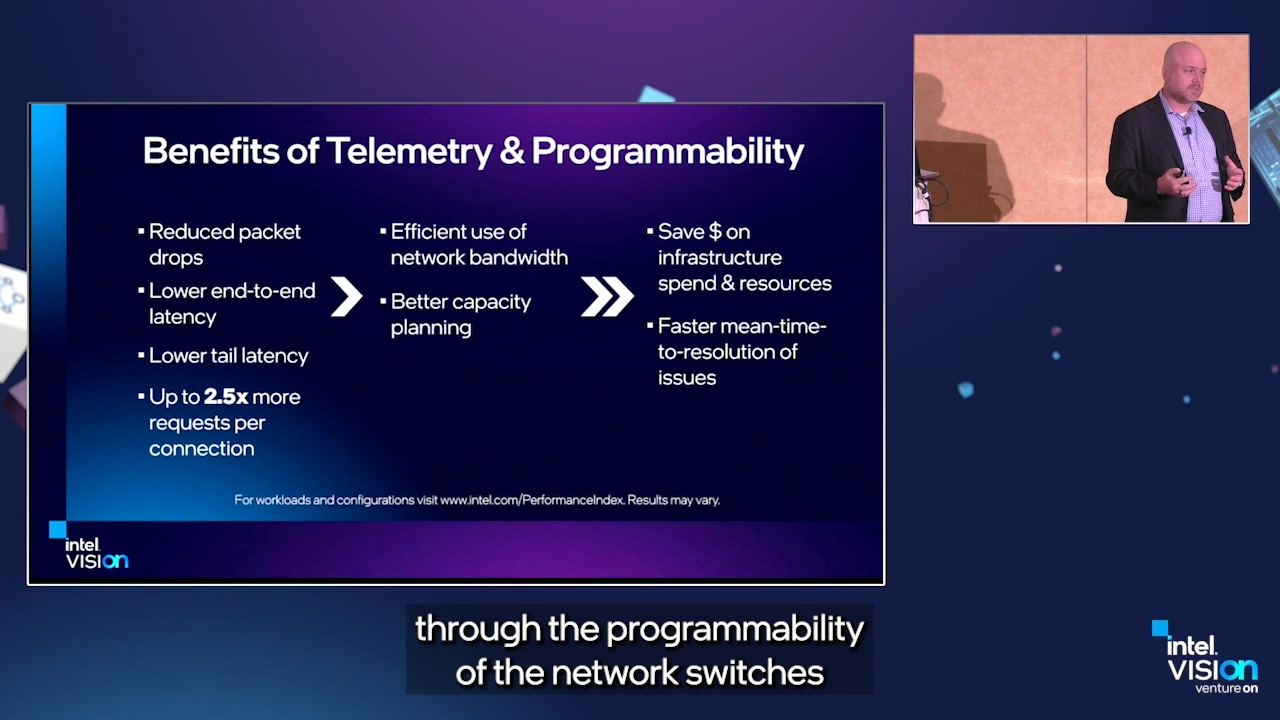 Benefits of Telemetry & Programmability
▪ Reduced packet
drops
▪ Lower end-to-end
latency
▪ Lower tail latency
▪ Up to 2.5x more
requests per
connection
▪ Efficient use of
network bandwidth
▪ Better capacity
planning
▪ Save $ on
infrastructure
spend & resources
▪ Faster mean-time-
to-resolution of
issues
For workloads and configurations visit www.intel.com/PerformanceIndex. Results may vary.
intel.
VISION
through the programmability
of the network switches
intel.
VISION
venture on